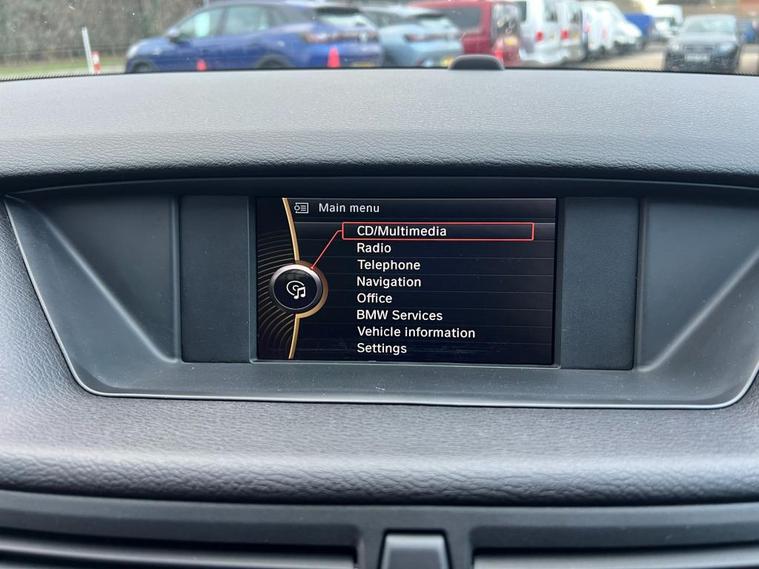 Main menu
CD/Multimedia
Radio
Telephone
Navigation
Office
BMW Services
Vehicle information
Settings